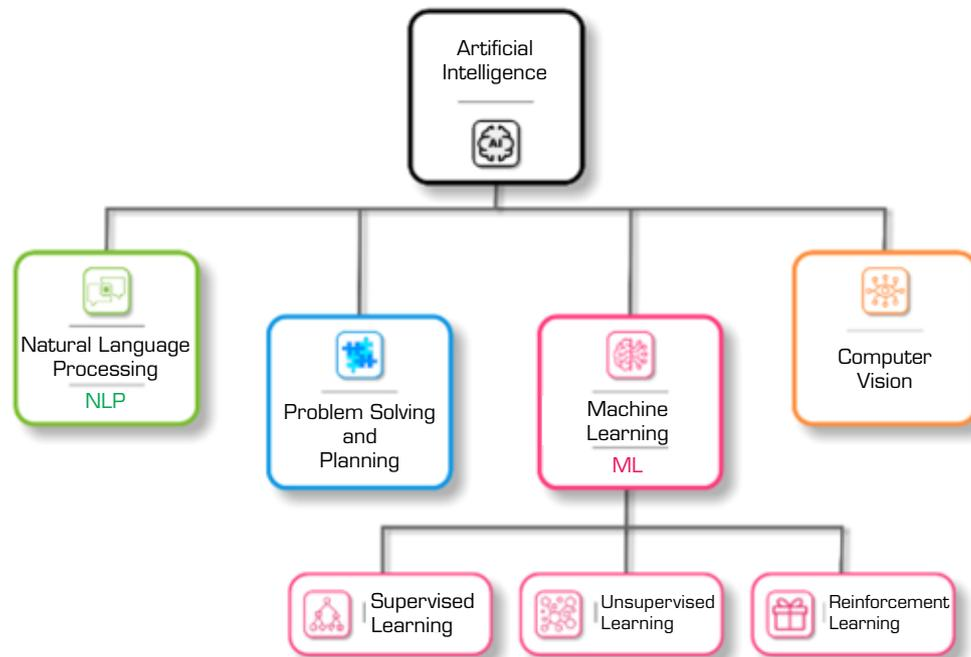 Artificial
Intelligence
AI
Natural Language
Processing
NLP
Problem Solving
and
Planning
Machine
Learning
ML
Computer
Vision
Supervised
Learning
Unsupervised
Learning
Reinforcement
Learning